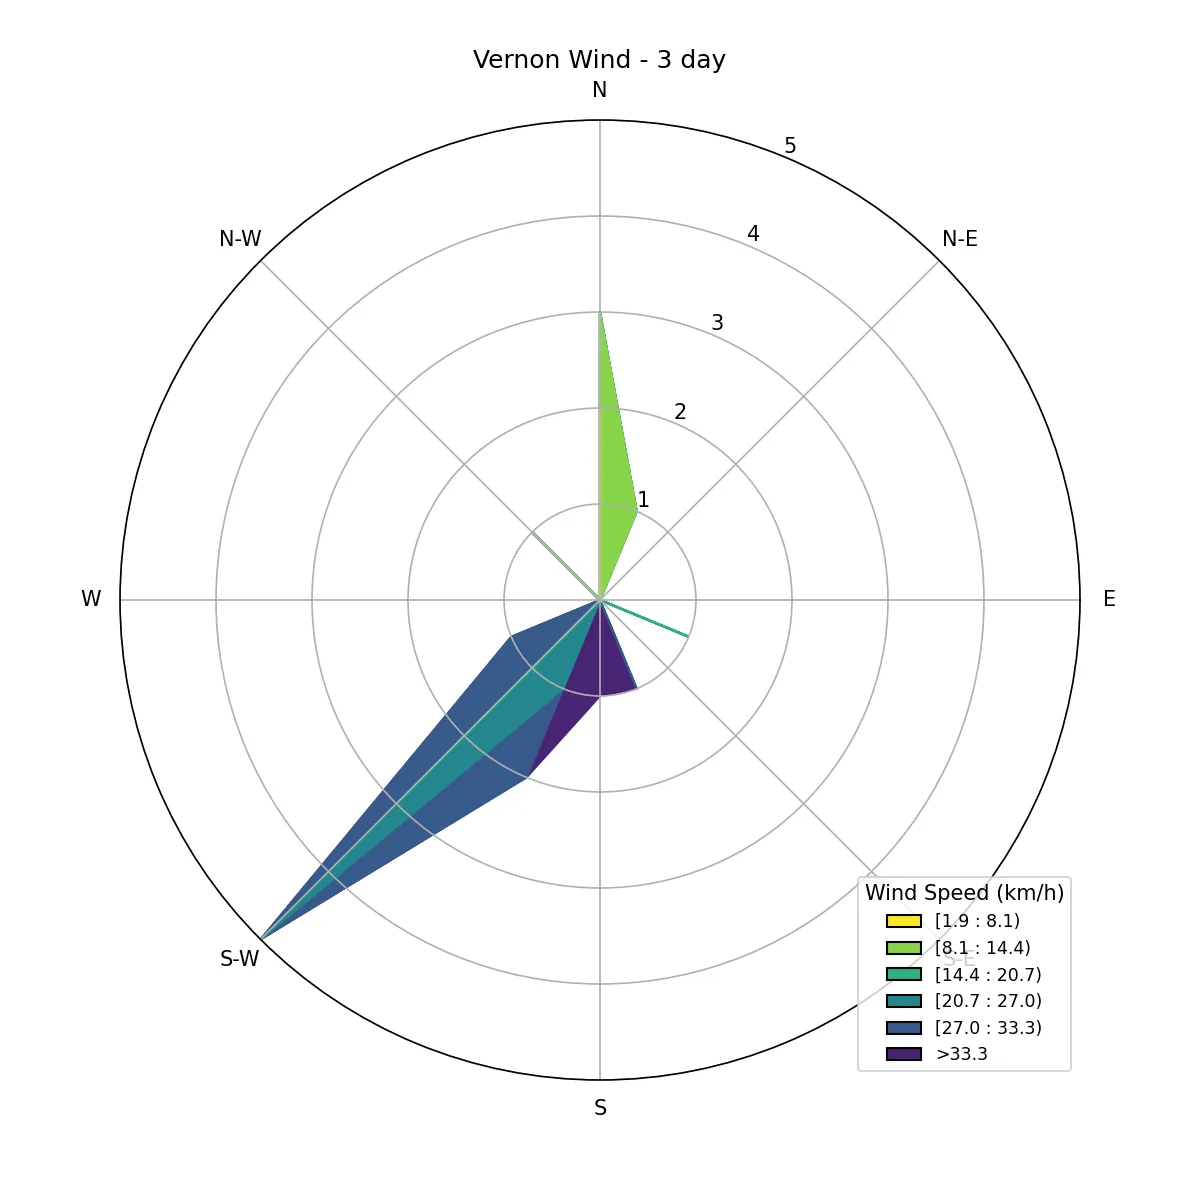 Vernon Wind - 3 day
N
5
4
N-W
N-E
3
2
1
W
E
Wind Speed (km/h)
[1.9 : 8.1)
[8.1 : 14.4)
S-W
S-E
[14.4 : 20.7)
[20.7 : 27.0)
[27.0 : 33.3)
>33.3
S